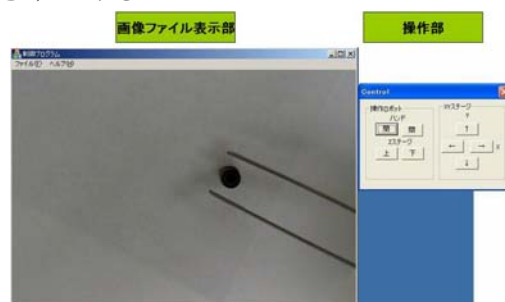 画像ファイル表示部
操作部
制御プログラム
ファイル(F) ヘルプ(H)
Control
操作ロボット
ハンド
開 閉
Zステージ
上 下
XYステージ
Y
↑
← → X
↓